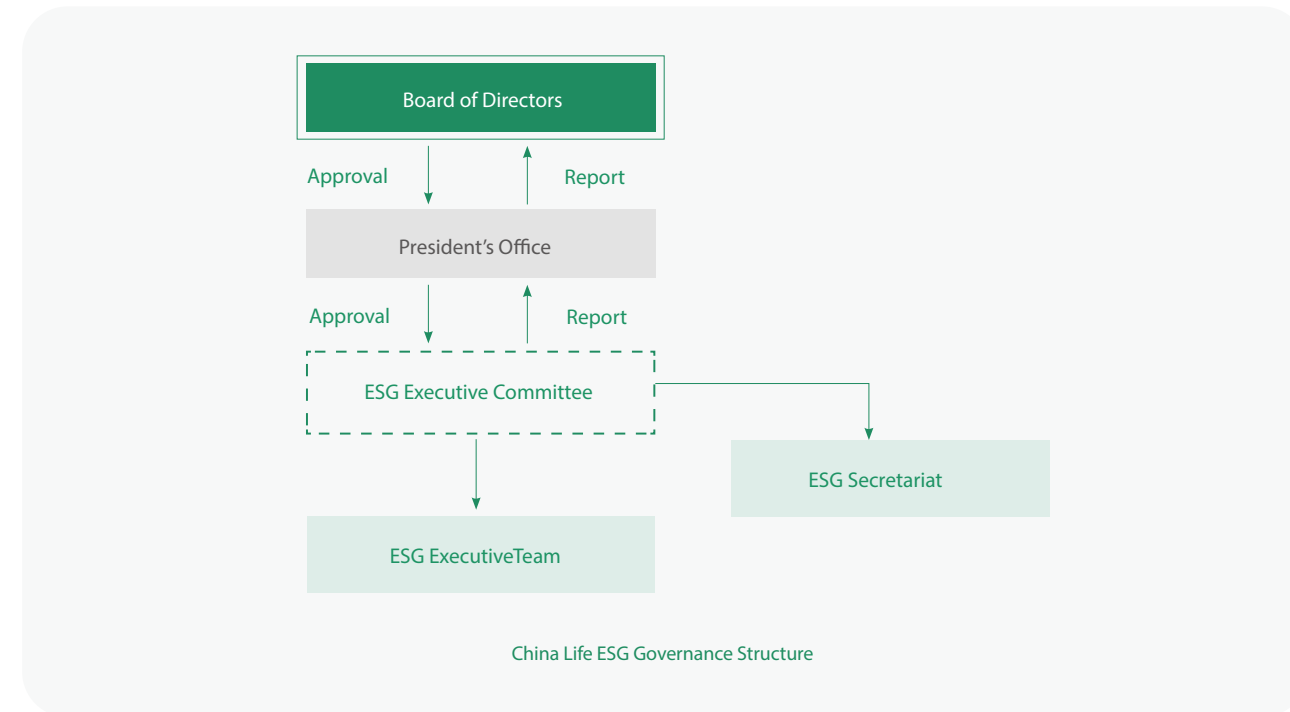 Board of Directors
Approval
Report
President’s Office
Approval
Report
ESG Executive Committee
ESG Secretariat
ESG ExecutiveTeam
China Life ESG Governance Structure